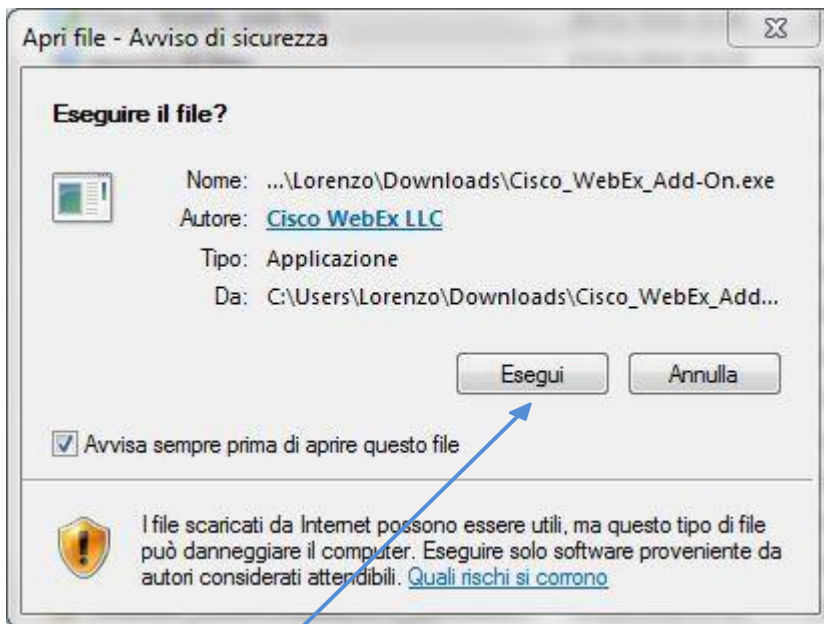 Apri file - Avviso di sicurezza
Eseguire il file?
Nome: ...\Lorenzo\Downloads\Cisco_WebEx_Add-On.exe
Autore: Cisco WebEx LLC
Tipo: Applicazione
Da: C:\Users\Lorenzo\Downloads\Cisco_WebEx_Add...
Esegui Annulla
Avvisa sempre prima di aprire questo file
I file scaricati da Internet possono essere utili, ma questo tipo di file
può danneggiare il computer. Eseguire solo software proveniente da
autori considerati attendibili. Quali rischi si corrono